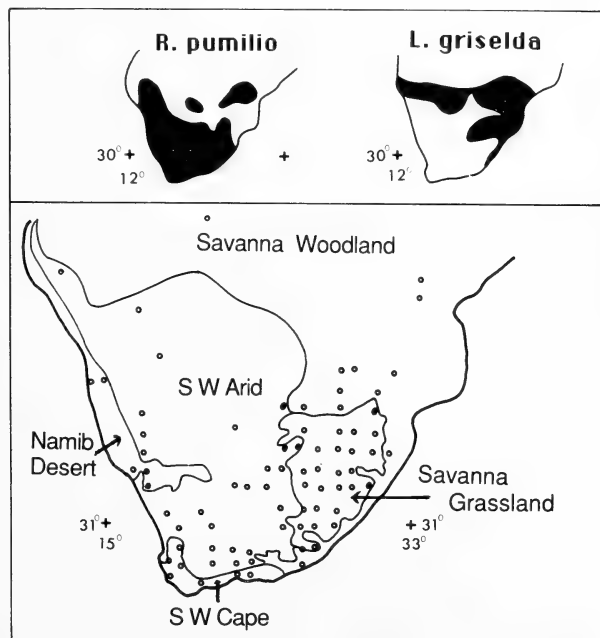 R. pumilio
L. griselda
30° +
12°
+
30° +
12°
Savanna Woodland
S W Arid
Namib
Desert
Savanna
Grassland
31° +
15°
+ 31°
33°
S W Cape